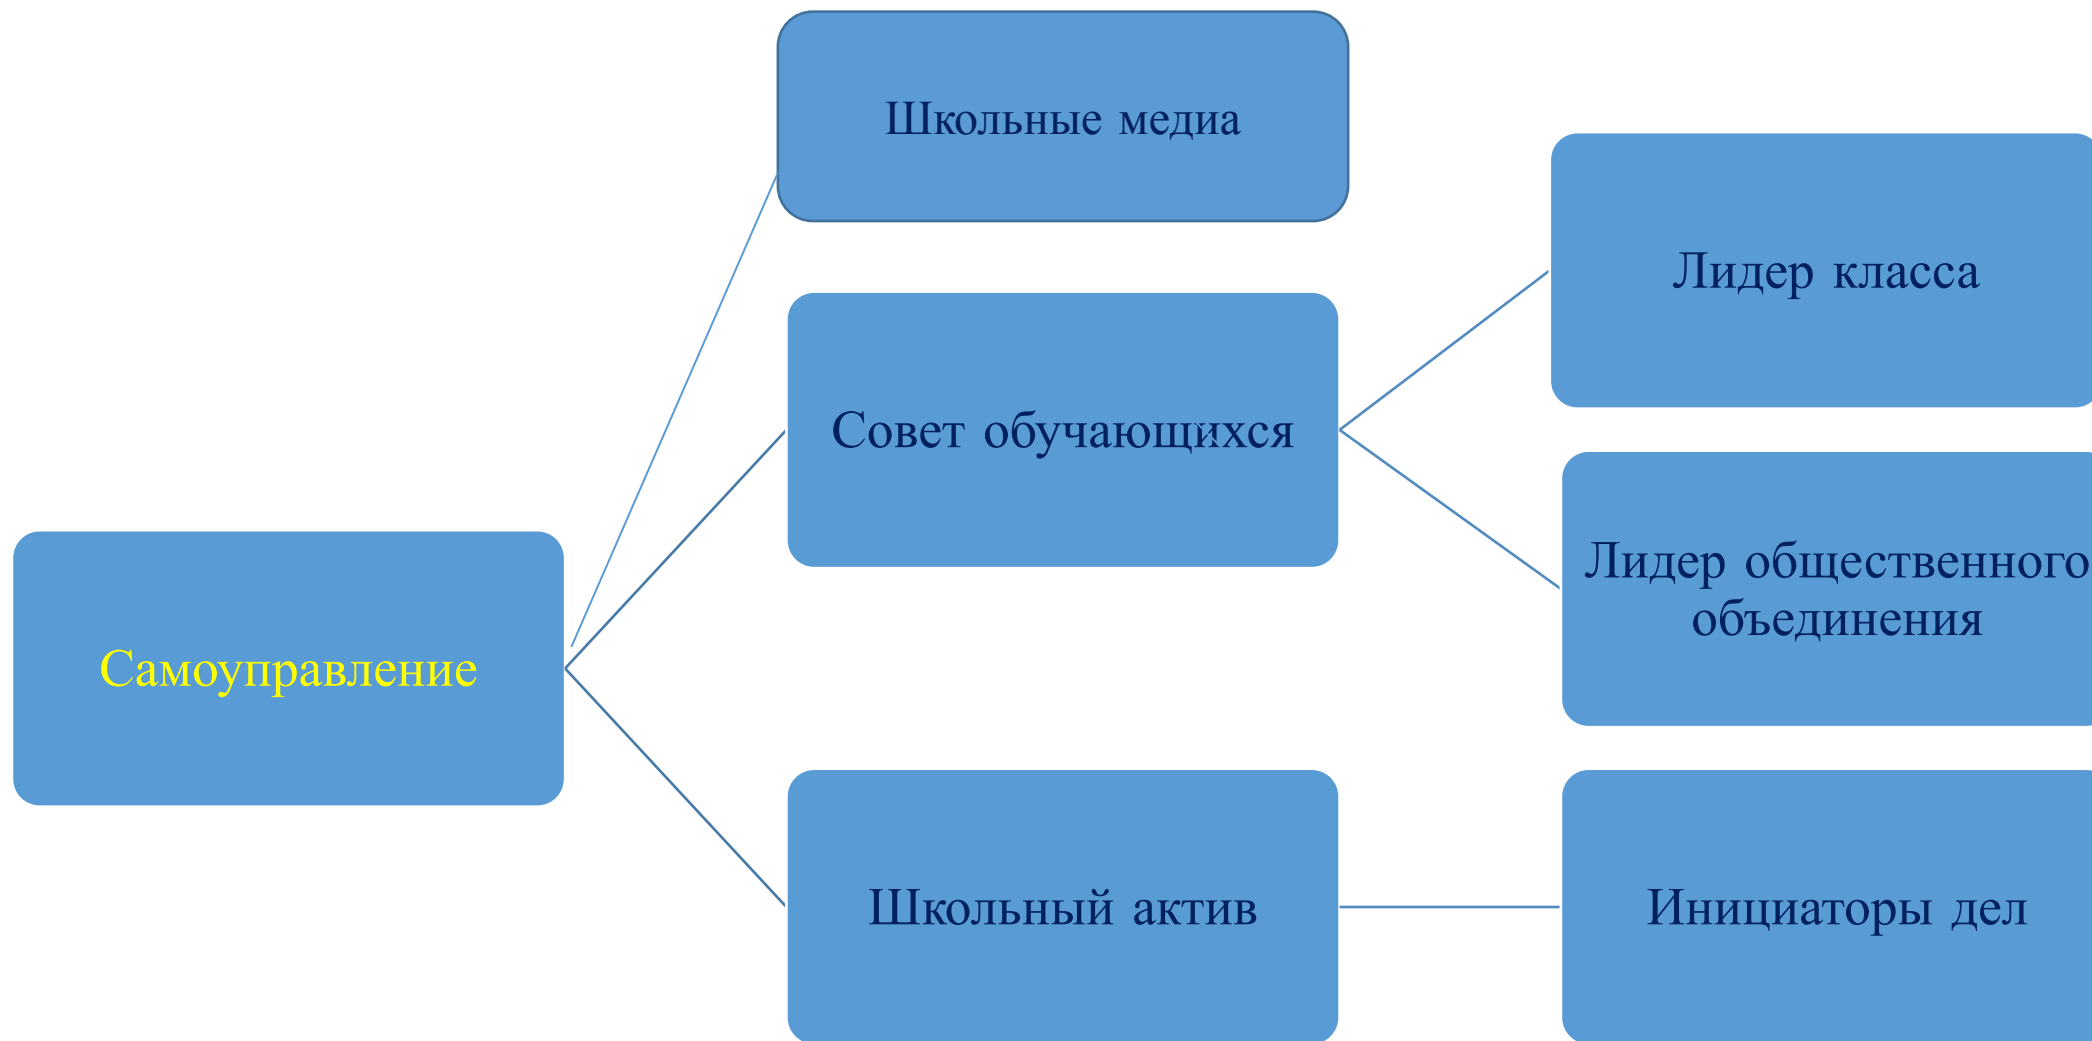 Школьные медиа
Лидер класса
Совет обучающихся
Лидер общественного
объединения
Самоуправление
Школьный актив
Инициаторы дел